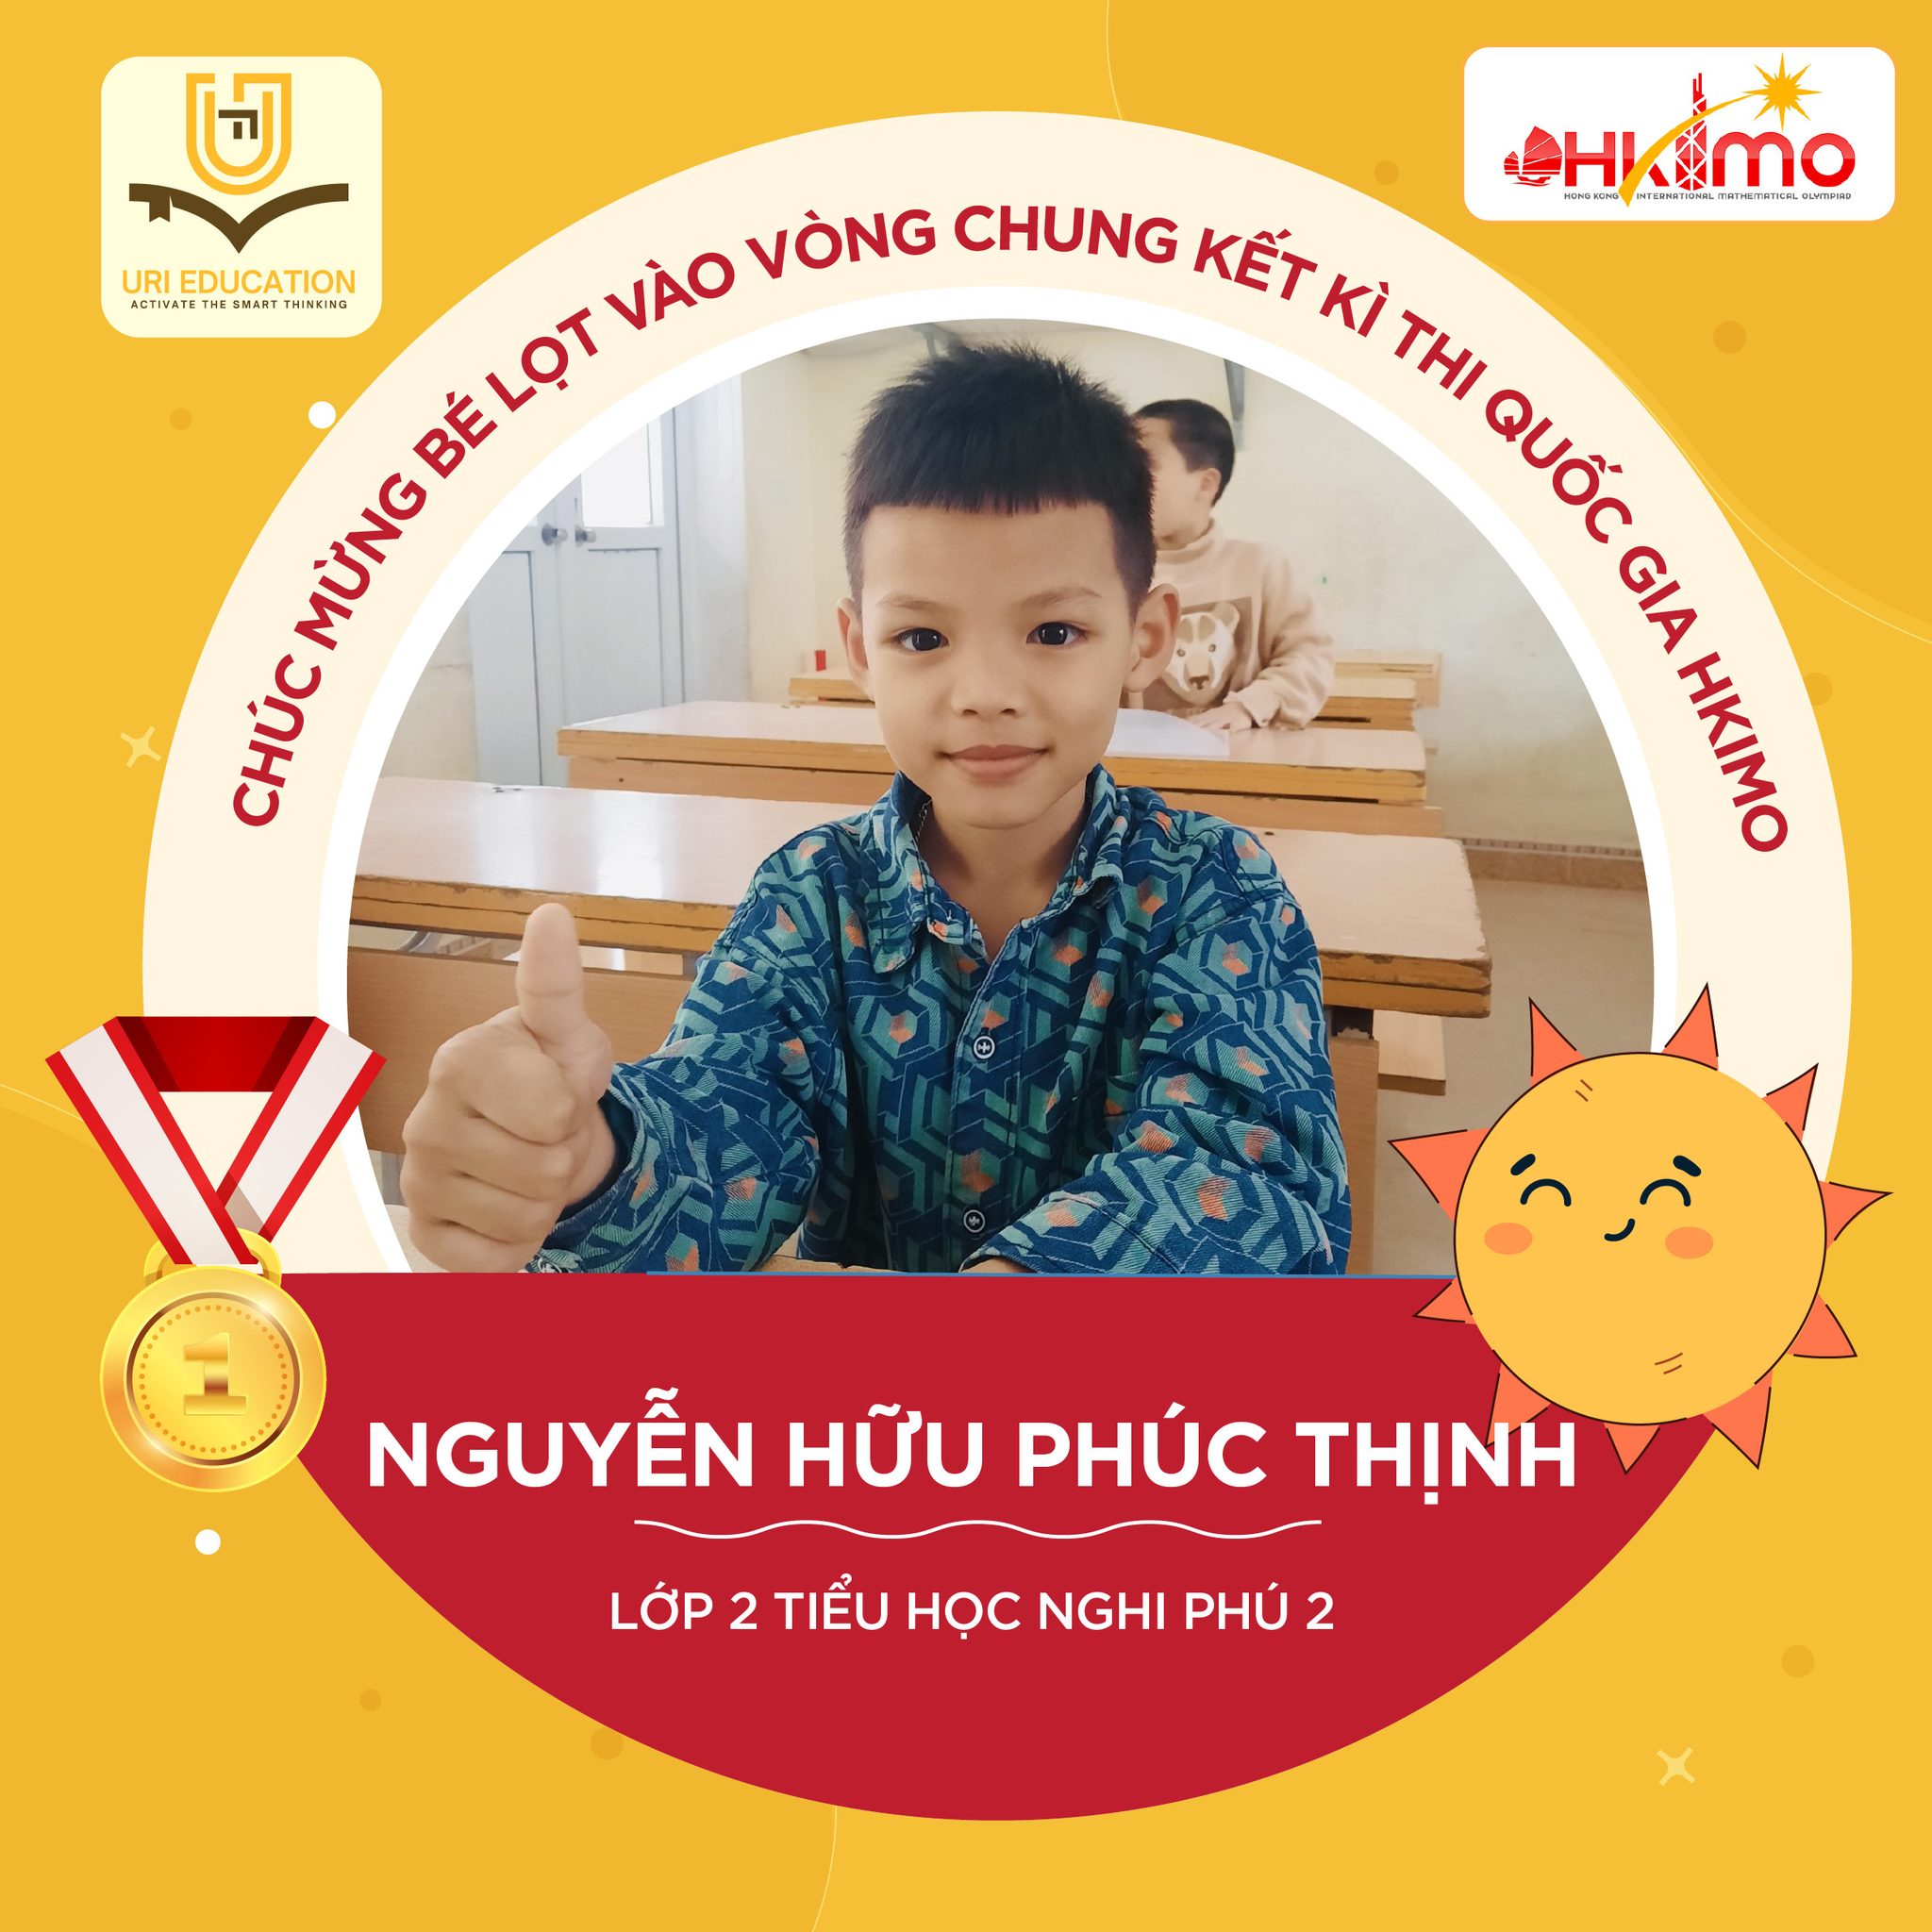 URI EDUCATION
ACTIVATE THE SMART THINKING
HKIMO
HONG KONG INTERNATIONAL MATHEMATICAL OLYMPIAD
CHÚC MỪNG BÉ LỌT VÀO VÒNG CHUNG KẾT KÌ THI QUỐC GIA HKIMO
1
NGUYỄN HỮU PHÚC THỊNH
LỚP 2 TIỂU HỌC NGHI PHÚ 2